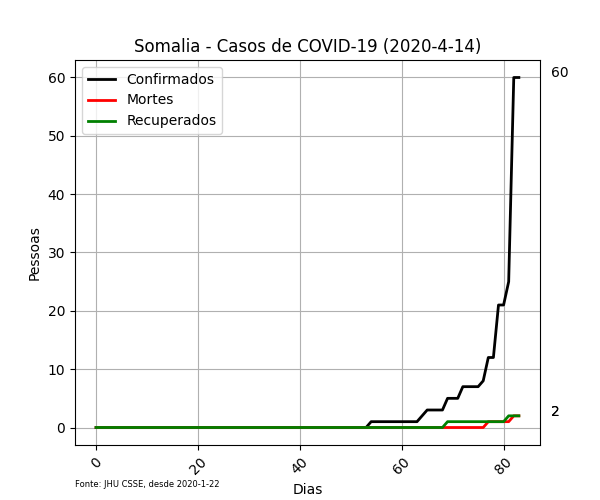 Somalia - Casos de COVID-19 (2020-4-14)
Confirmados
Mortes
Recuperados
60
50
40
30
20
10
0
Pessoas
60
2
0
20
40
60
80
Dias
Fonte: JHU CSSE, desde 2020-1-22